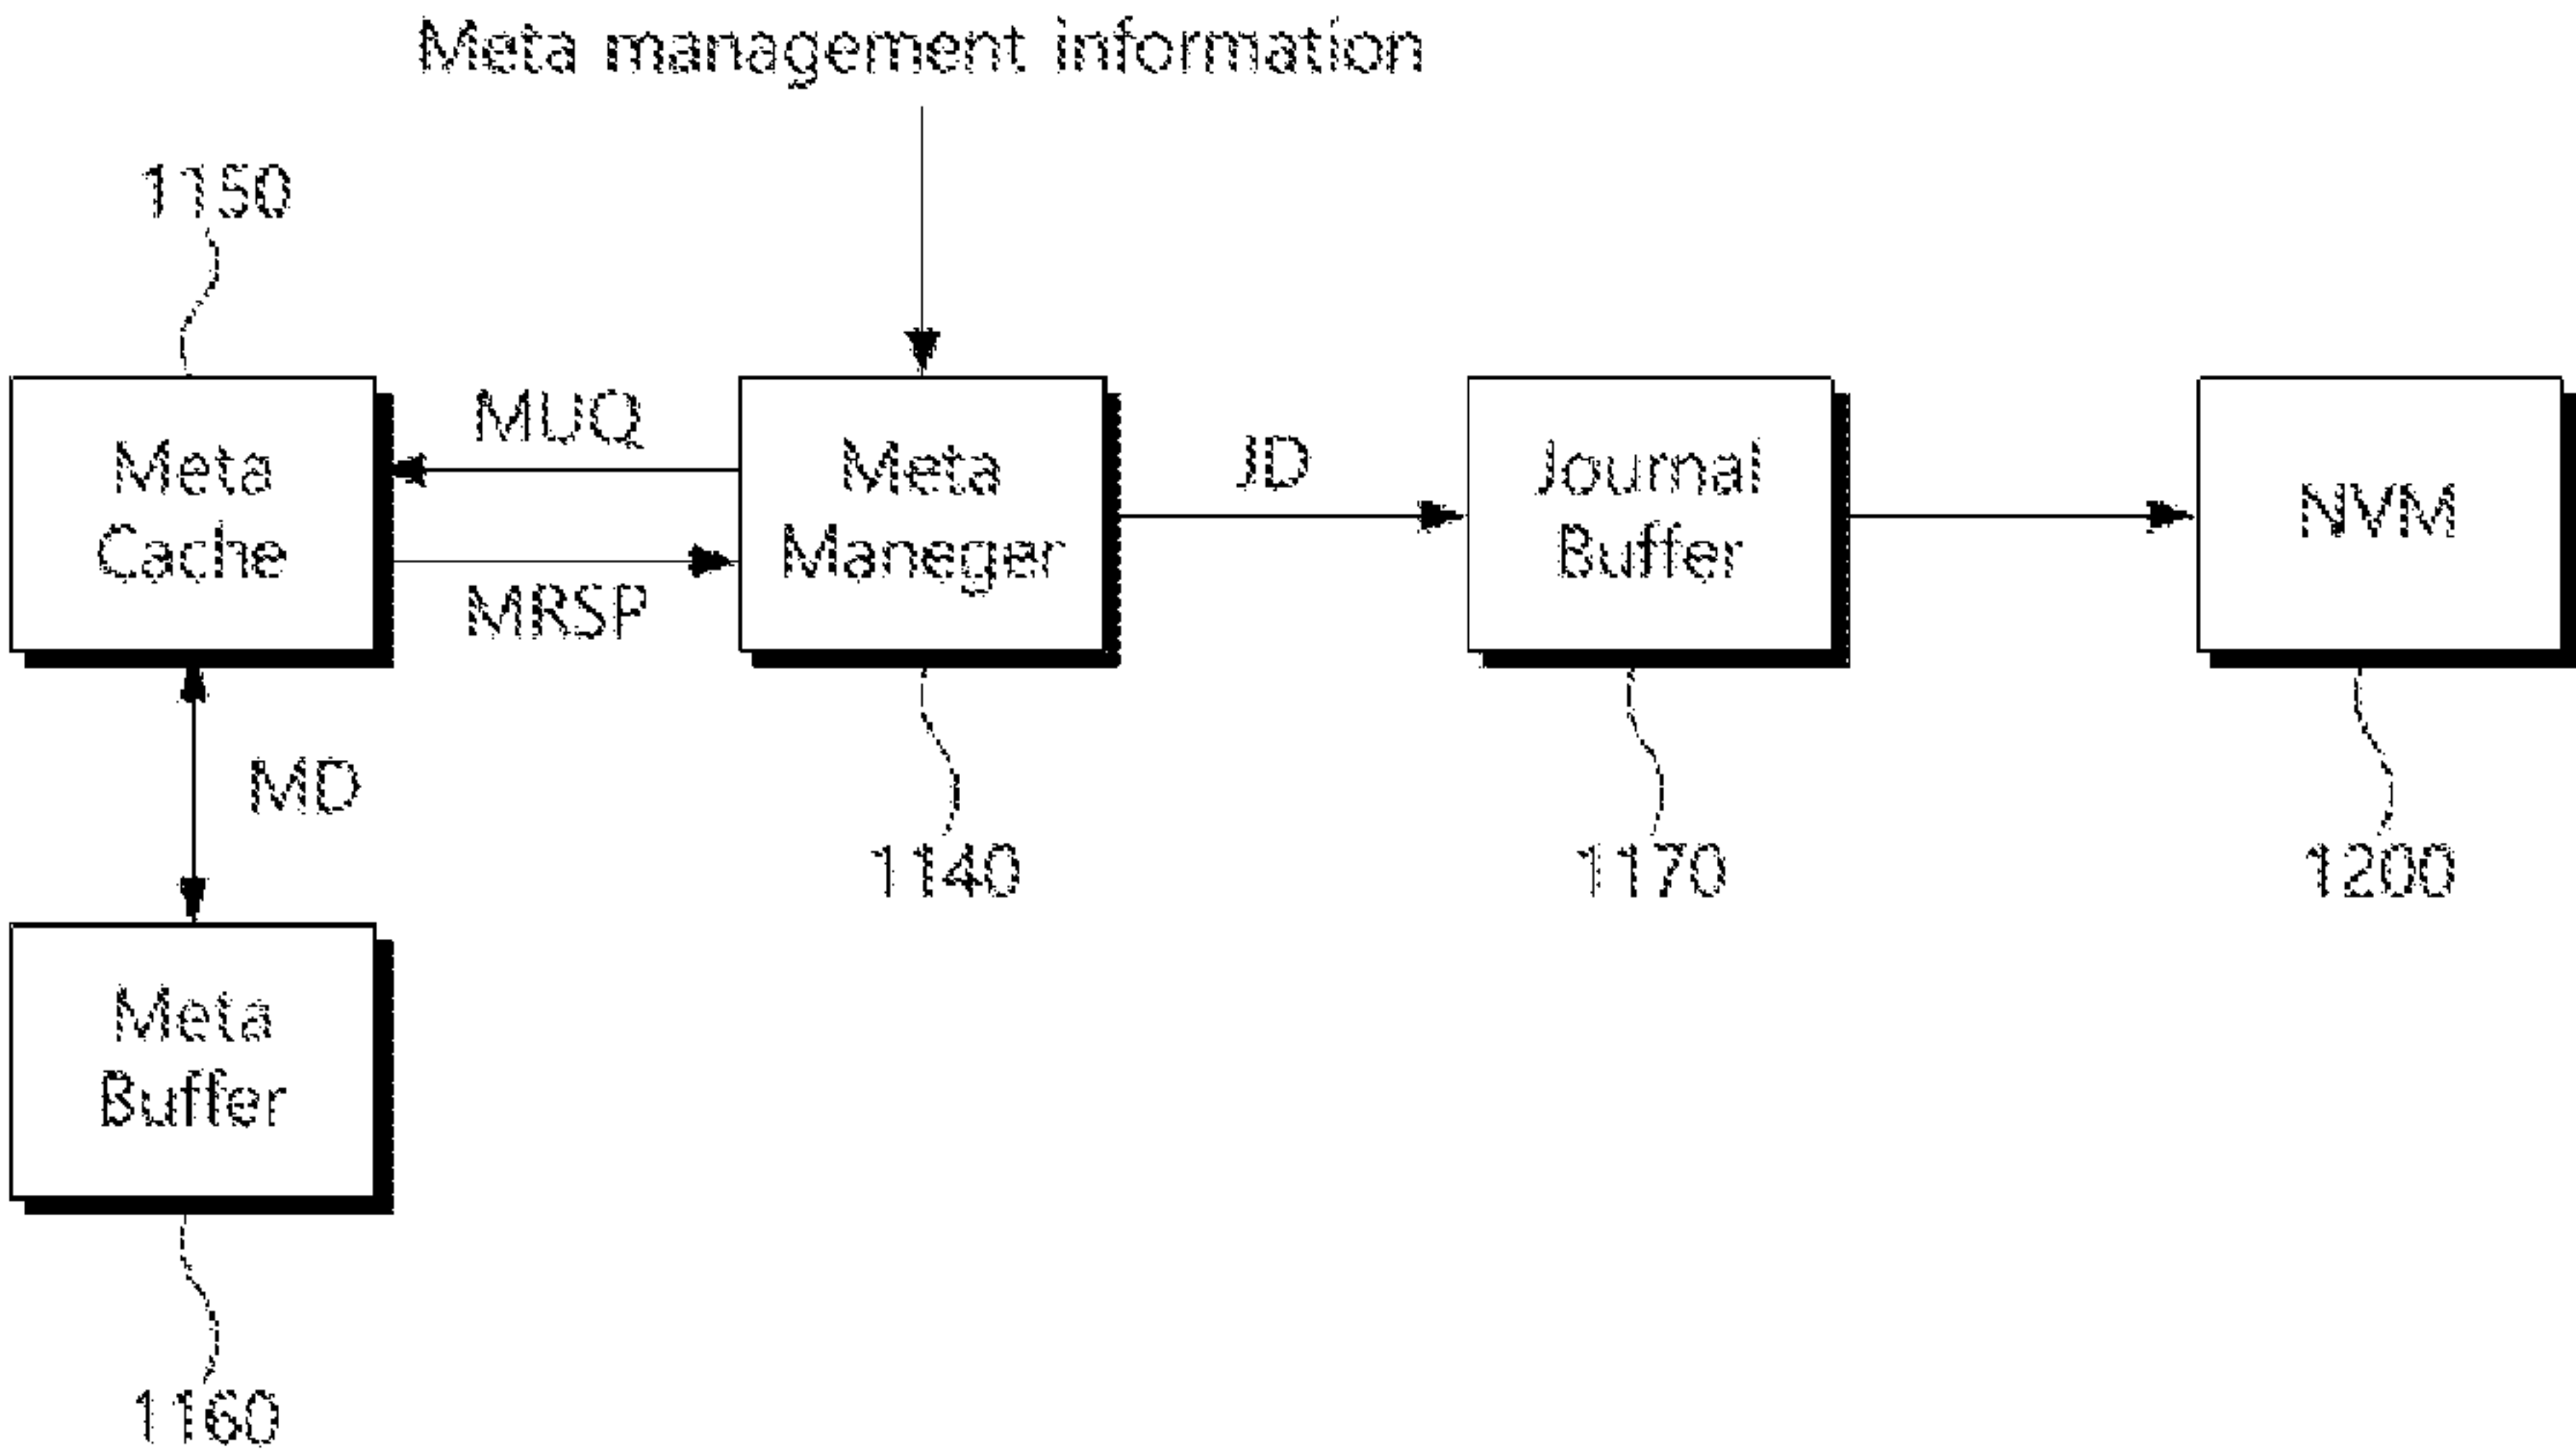 Meta management information
1150
Meta
Cache
MUQ
MRSP
Meta
Maneger
JD
Journal
Buffer
NVM
MD
1140
1170
1200
Meta
Buffer
1160